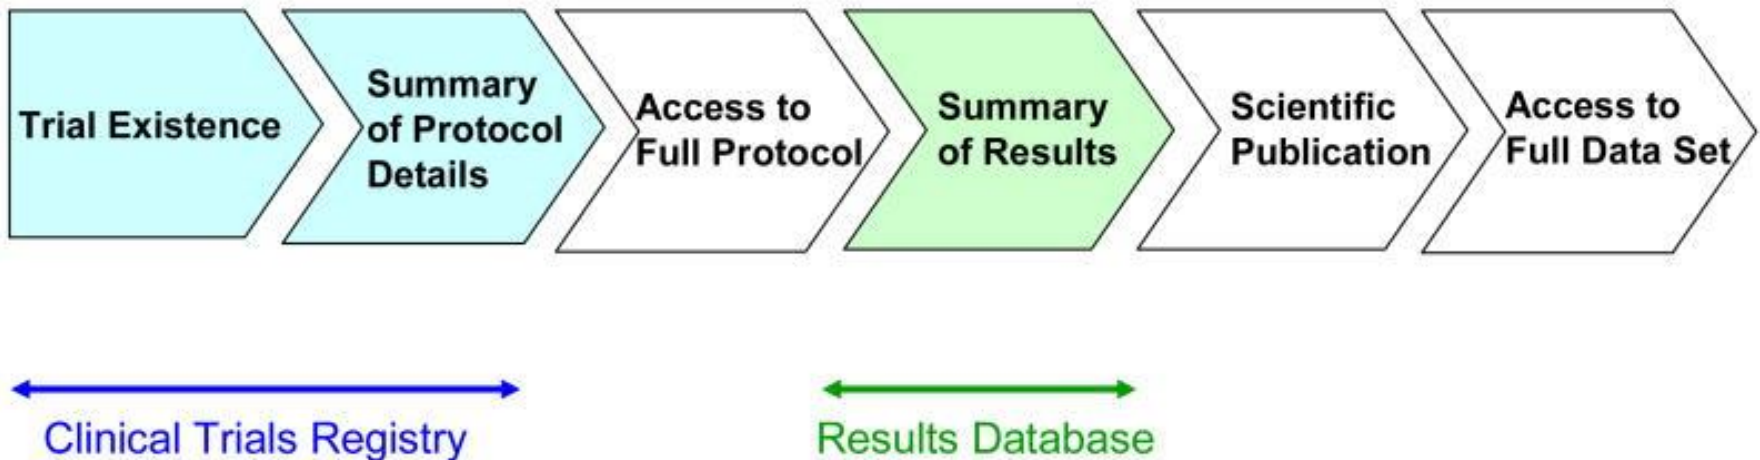 Trial Existence
Summary
of Protocol
Details
Access to
Full Protocol
Summary
of Results
Scientific
Publication
Access to
Full Data Set
Clinical Trials Registry
Results Database